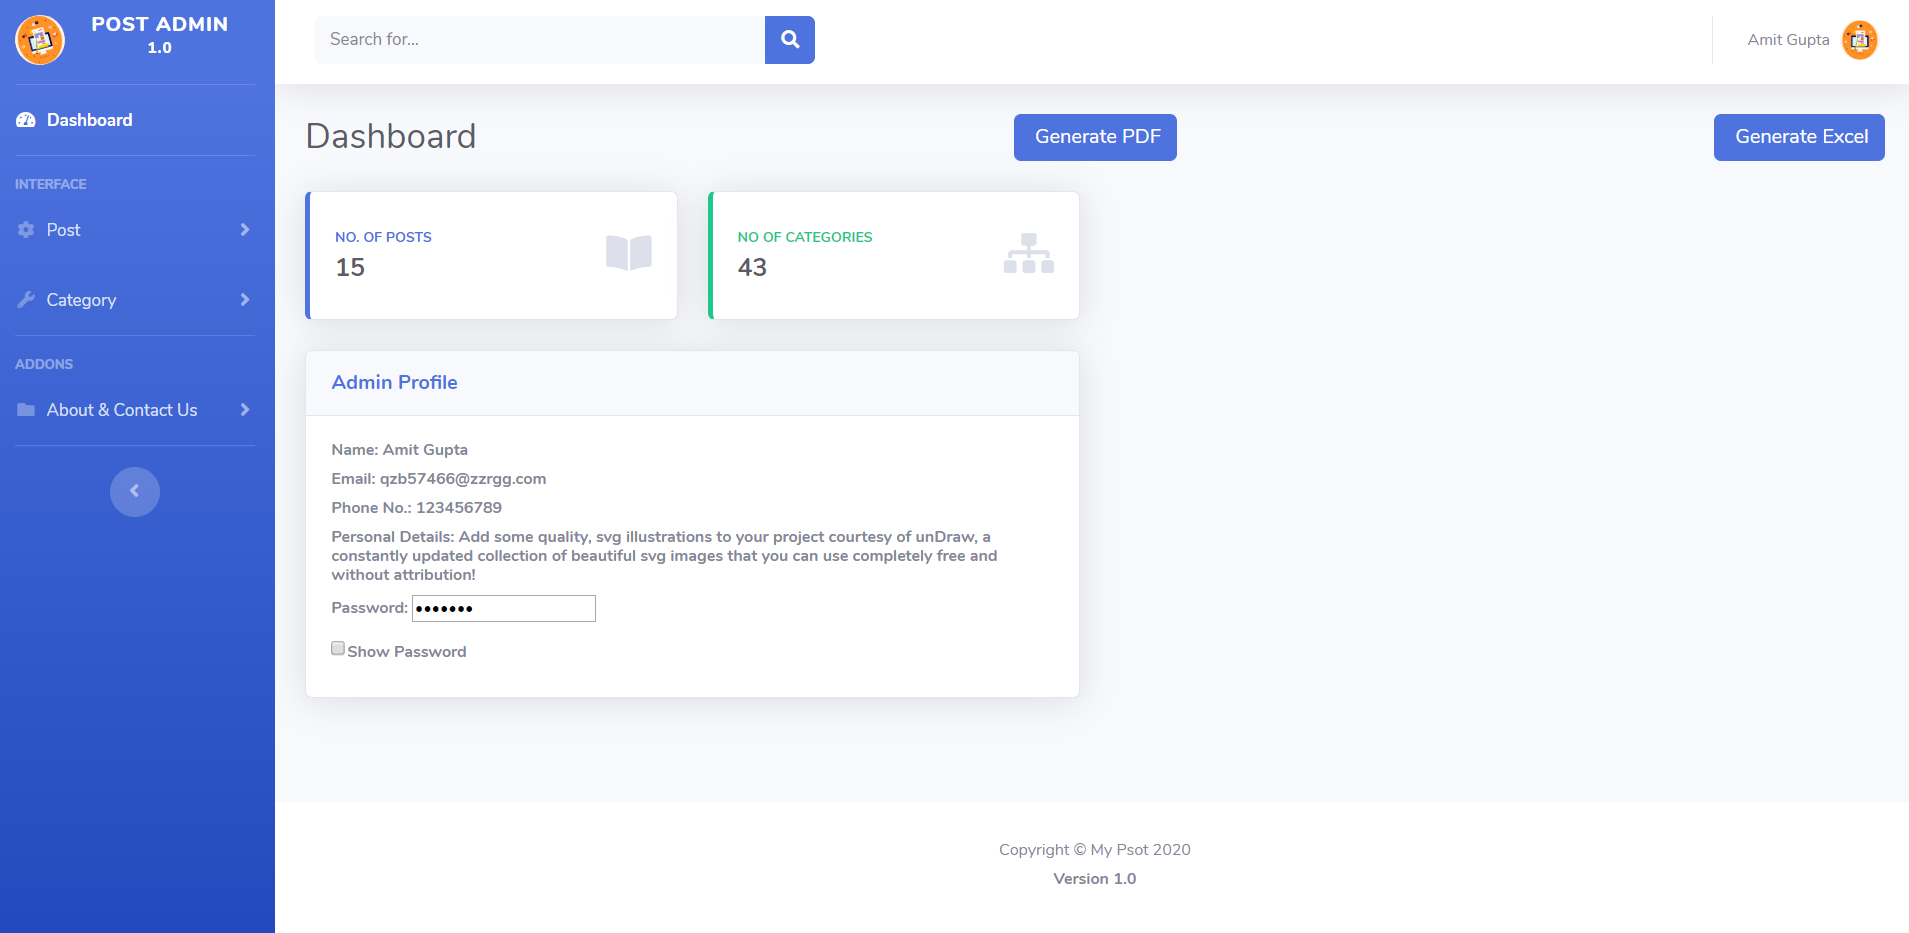 POST ADMIN
1.0
Dashboard
INTERFACE
Post
Category
ADDONS
About & Contact Us
Search for...
Amit Gupta
Dashboard
Generate PDF
Generate Excel
NO. OF POSTS
15
NO OF CATEGORIES
43
Admin Profile
Name: Amit Gupta
Email: qzb57466@zzrgg.com
Phone No.: 123456789
Personal Details: Add some quality, svg illustrations to your project courtesy of unDraw, a
constantly updated collection of beautiful svg images that you can use completely free and
without attribution!
Password: •••••••
Show Password
Copyright © My Psot 2020
Version 1.0